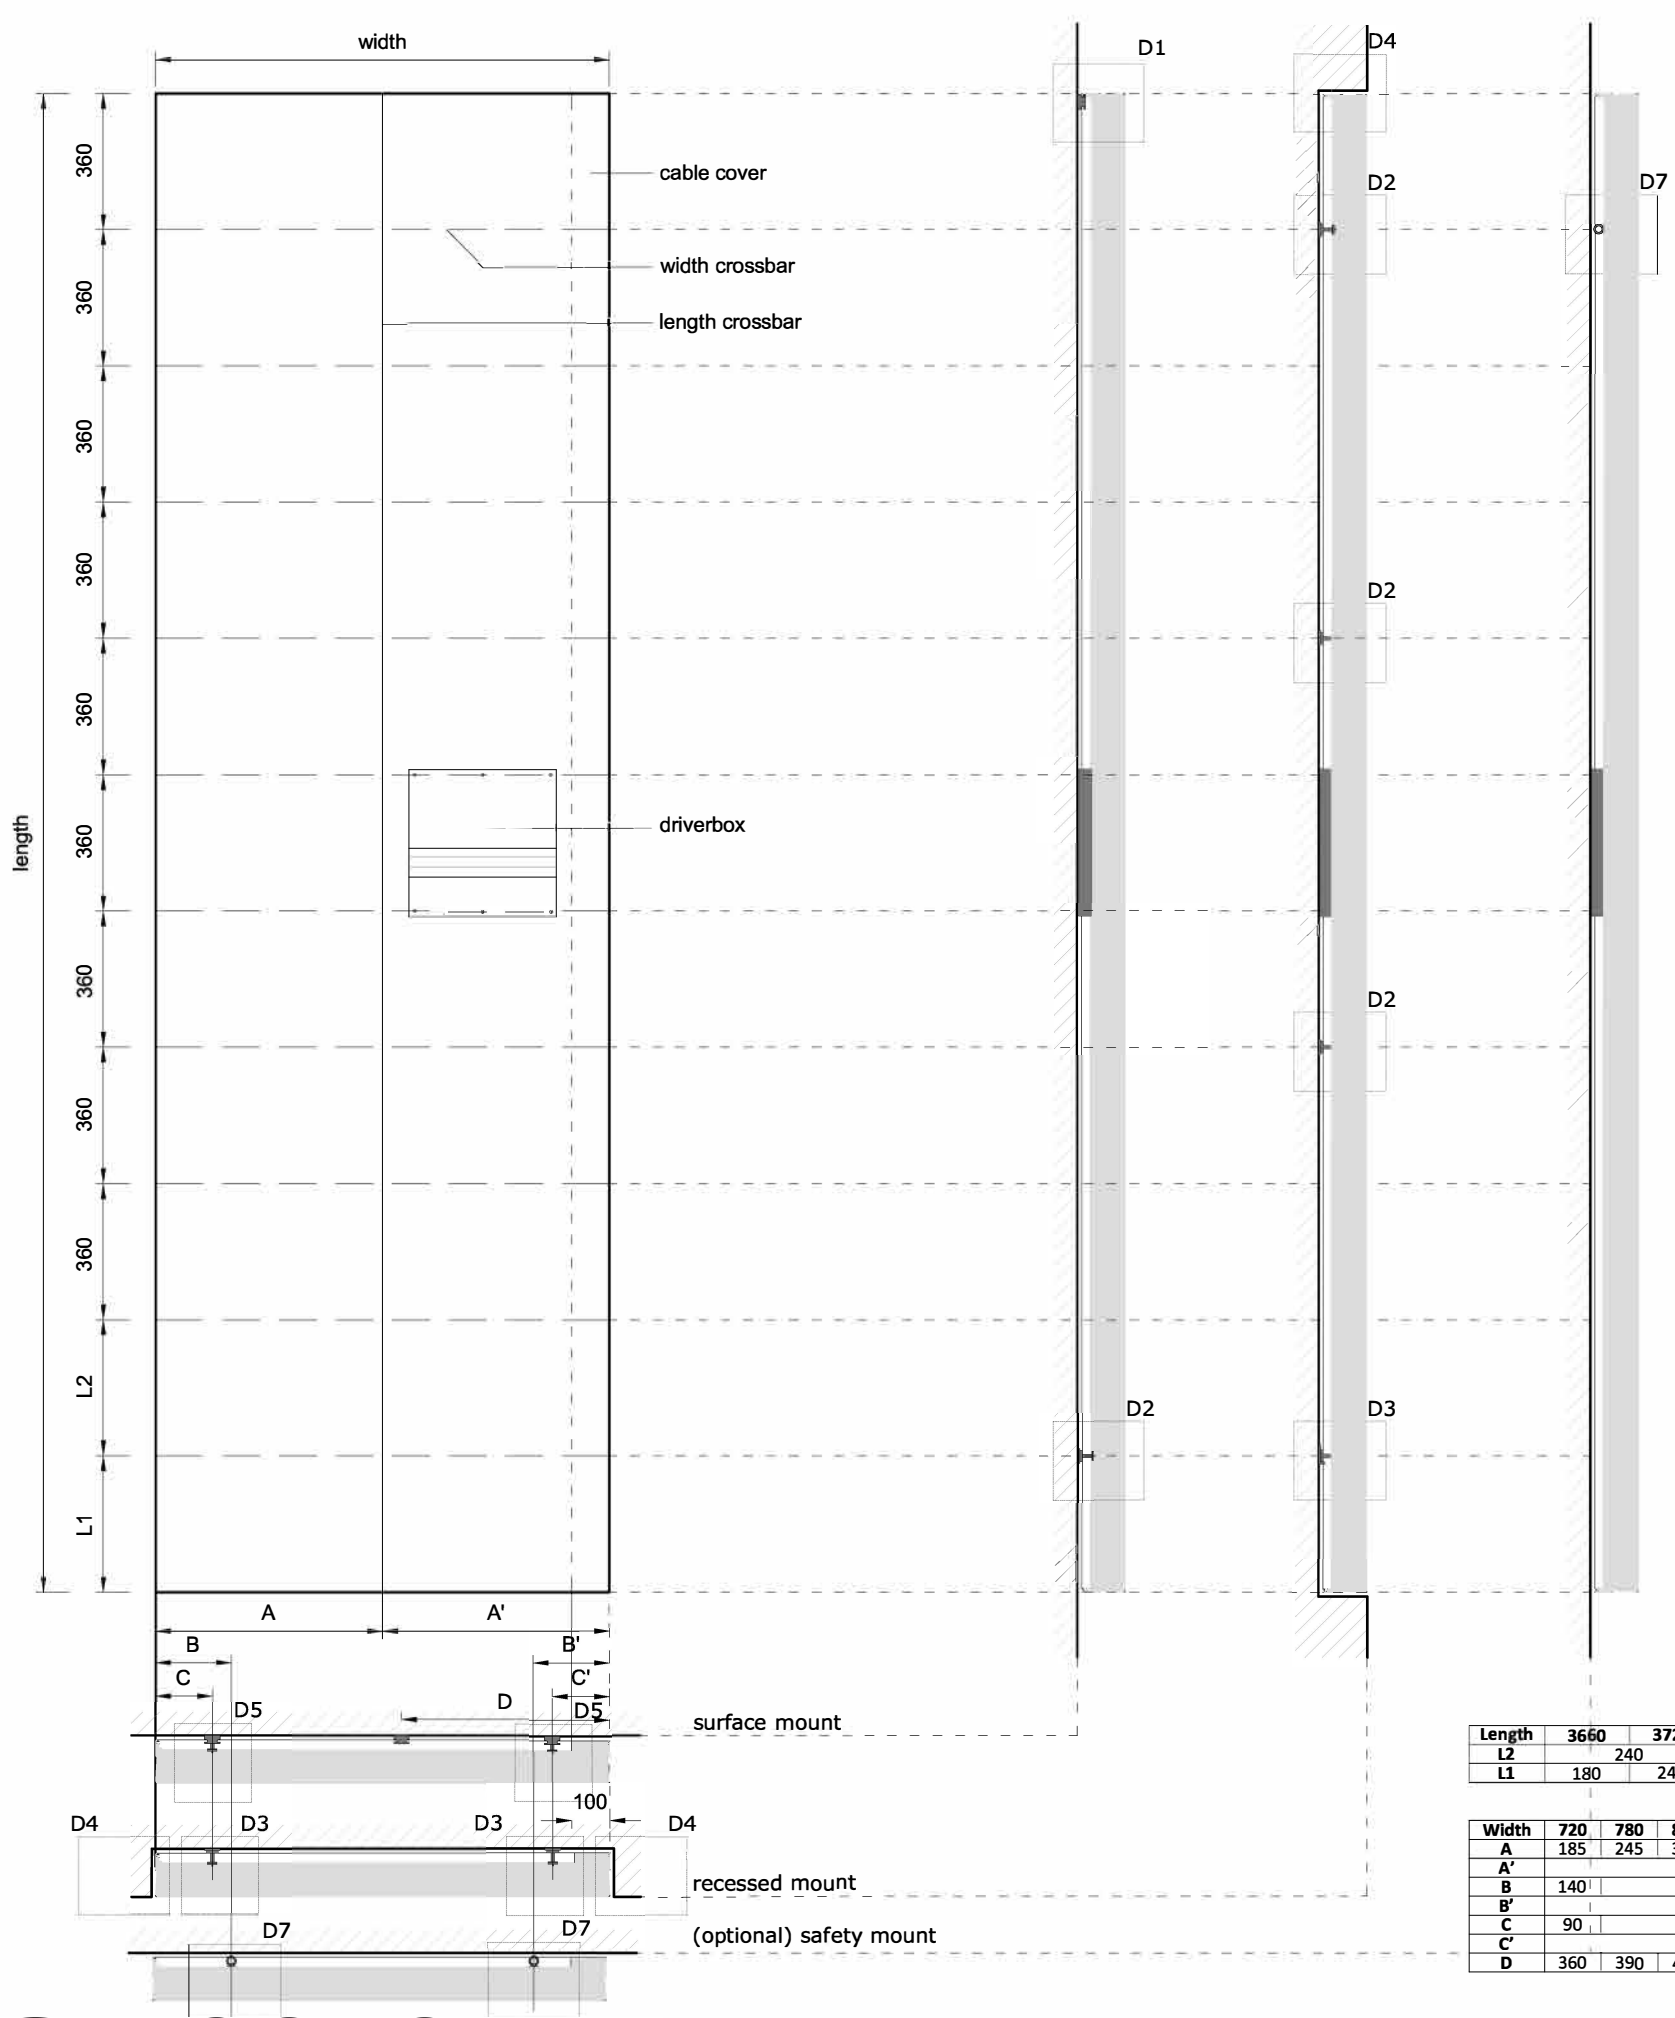 width
D1
D4
360
cable cover
D2
D7
360
width crossbar
length crossbar
360
360
D2
360
length
360
driverbox
360
D2
360
360
L2
D2
D3
L1
A
A'
B
B'
C
C'
D5
D
D5
surface mount
100
D4
D3
D3
D4
recessed mount
D7
D7
(optional) safety mount
Length 3660
L2 240
L1 180
Width 720 780
A 185 245
A'
B 140
B'
C 90
C'
D 360 390